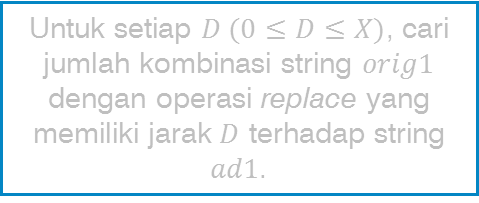 Untuk setiap D (0 ≤ D ≤ X), cari
jumlah kombinasi string orig1
dengan operasi replace yang
memiliki jarak D terhadap string
ad1.